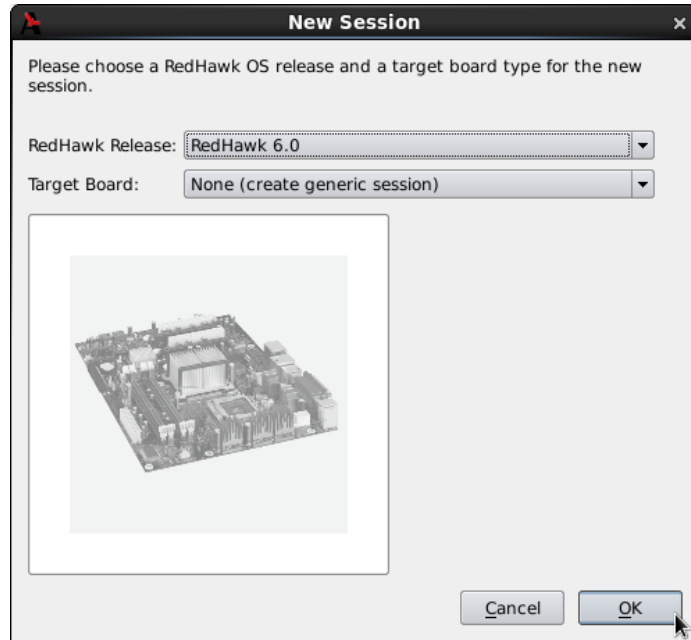 New Session
Please choose a RedHawk OS release and a target board type for the new
session.
RedHawk Release: RedHawk 6.0
Target Board: None (create generic session)
Cancel OK